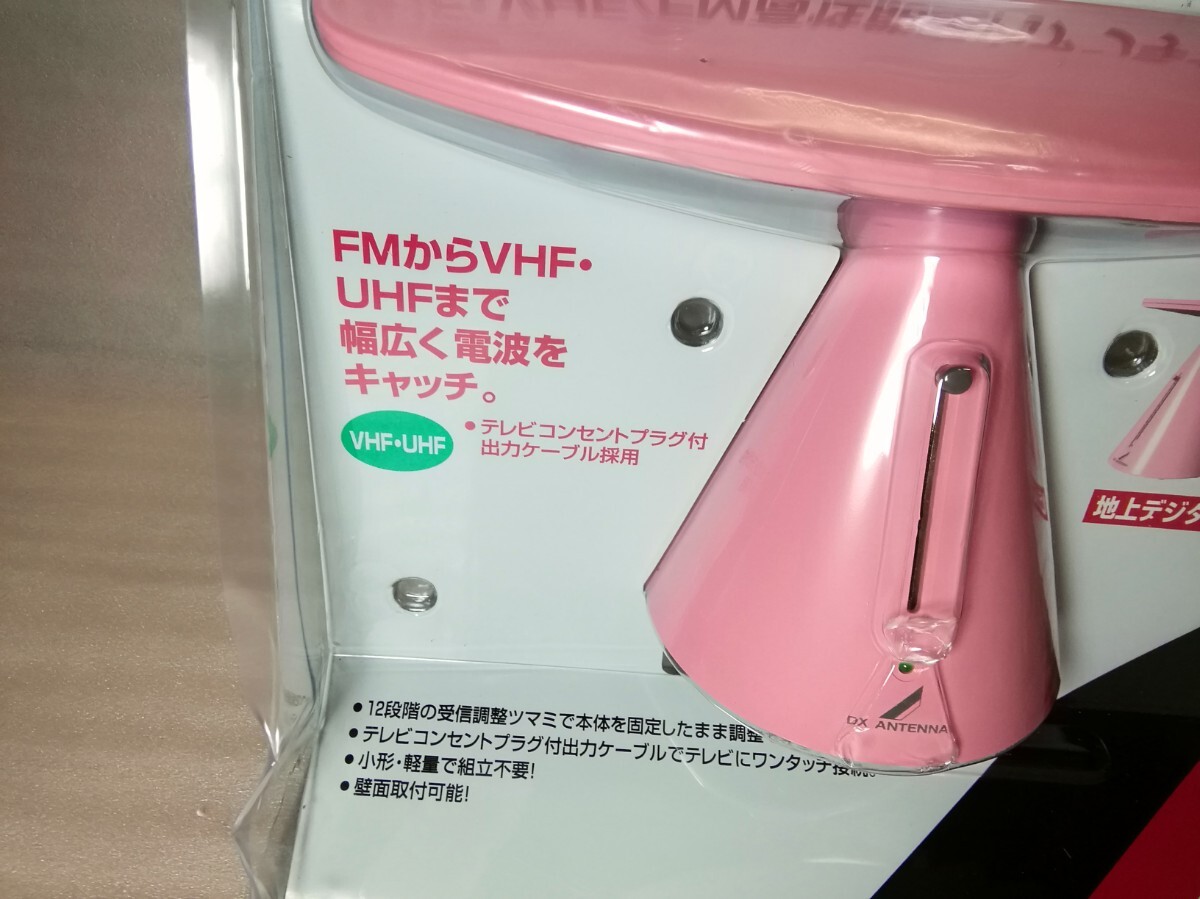 FMからVHF・
UHFまで
幅広く電波を
キャッチ。
VHF・UHF
●テレビコンセントプラグ付
出力ケーブル採用
地上デジタ
DX ANTENNA
●12段階の受信調整ツマミで本体を固定したまま調整
●テレビコンセントプラグ付出力ケーブルでテレビにワンタッチ接続。
●小形・軽量で組立不要!
●壁面取付可能!